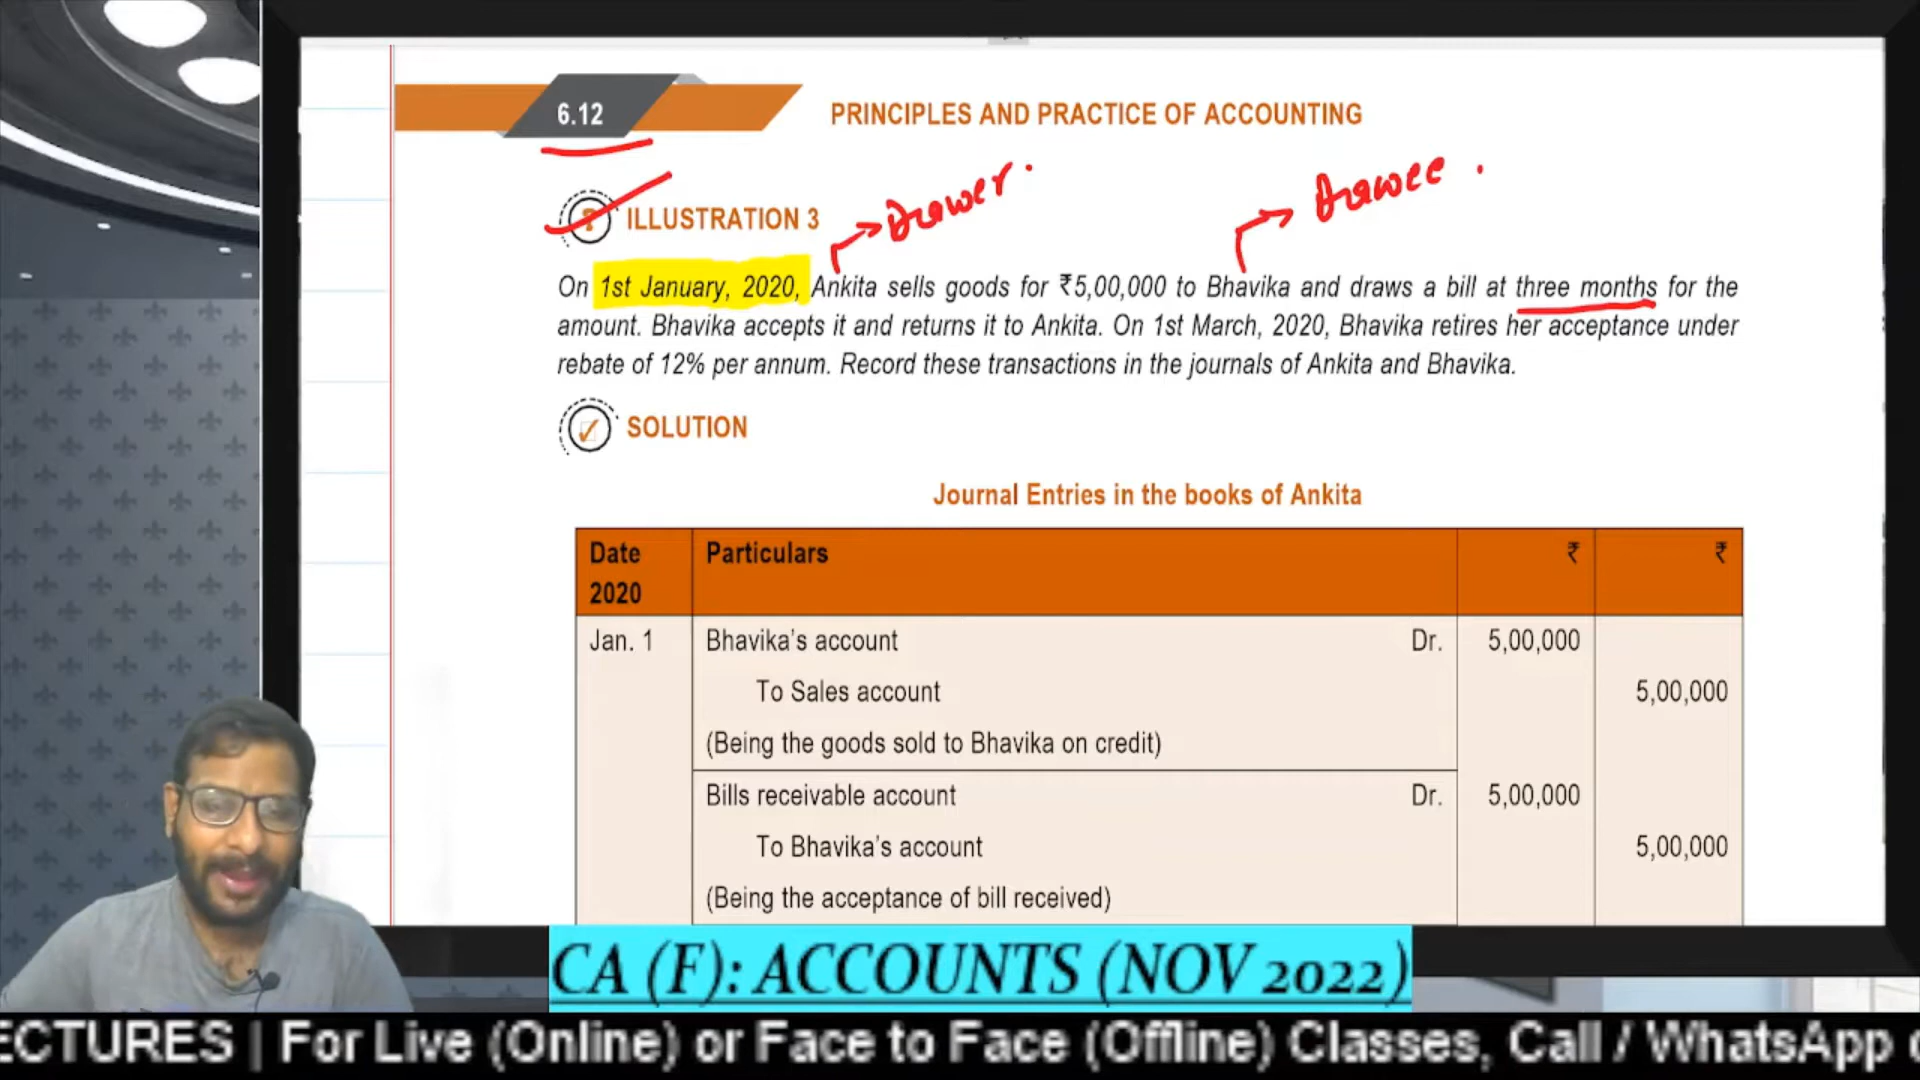 6.12
PRINCIPLES AND PRACTICE OF ACCOUNTING
Drawer.
Drawee.
? ILLUSTRATION 3
On 1st January, 2020, Ankita sells goods for ₹5,00,000 to Bhavika and draws a bill at three months for the
amount. Bhavika accepts it and returns it to Ankita. On 1st March, 2020, Bhavika retires her acceptance under
rebate of 12% per annum. Record these transactions in the journals of Ankita and Bhavika.
SOLUTION
Journal Entries in the books of Ankita
Date 2020 Particulars ₹ ₹
Jan. 1 Bhavika's account Dr. 5,00,000
To Sales account 5,00,000
(Being the goods sold to Bhavika on credit)
Bills receivable account Dr. 5,00,000
To Bhavika's account 5,00,000
(Being the acceptance of bill received)
CA (F): ACCOUNTS (NOV 2022)
ECTURES | For Live (Online) or Face to Face (Offline) Classes, Call / WhatsApp